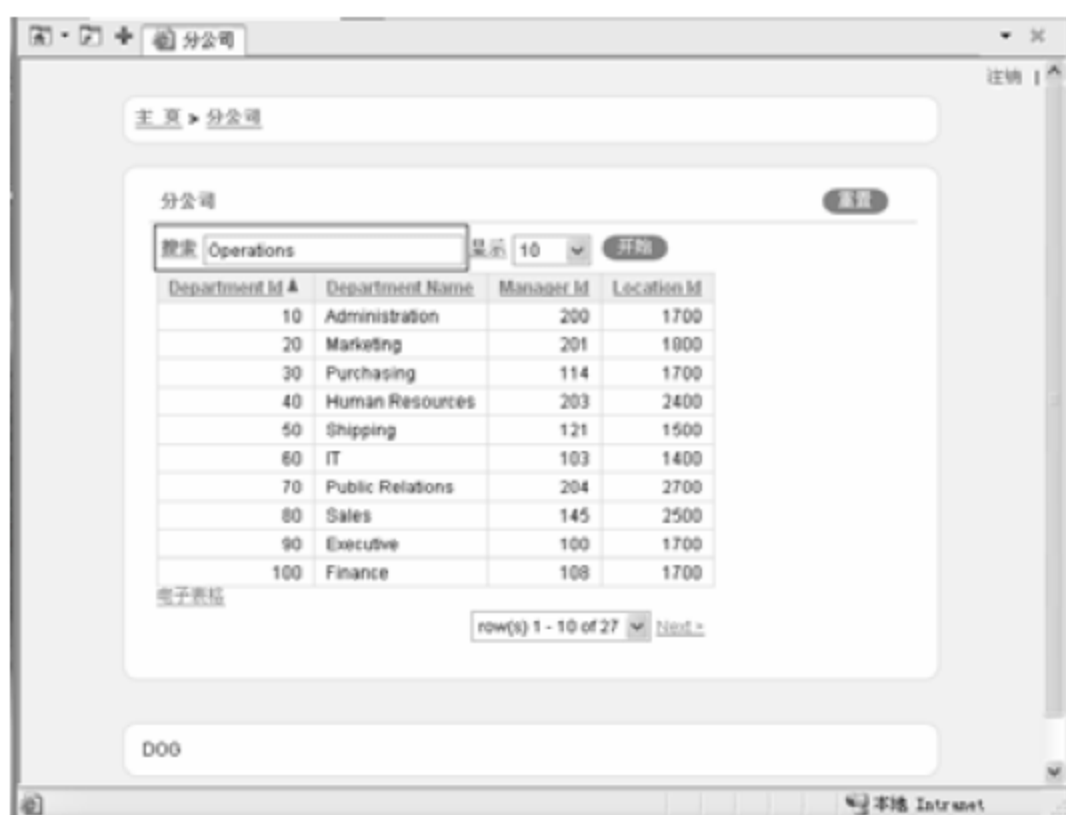 分公司
注销 |
主 页 > 分公司
分公司 重置
搜索 Operations 显示 10 开始
Department Id Department Name Manager Id Location Id
10 Administration 200 1700
20 Marketing 201 1800
30 Purchasing 114 1700
40 Human Resources 203 2400
50 Shipping 121 1500
60 IT 103 1400
70 Public Relations 204 2700
80 Sales 145 2500
90 Executive 100 1700
100 Finance 108 1700
电子表格
row(s) 1 - 10 of 27 Next >
DOG
本地 Intranet